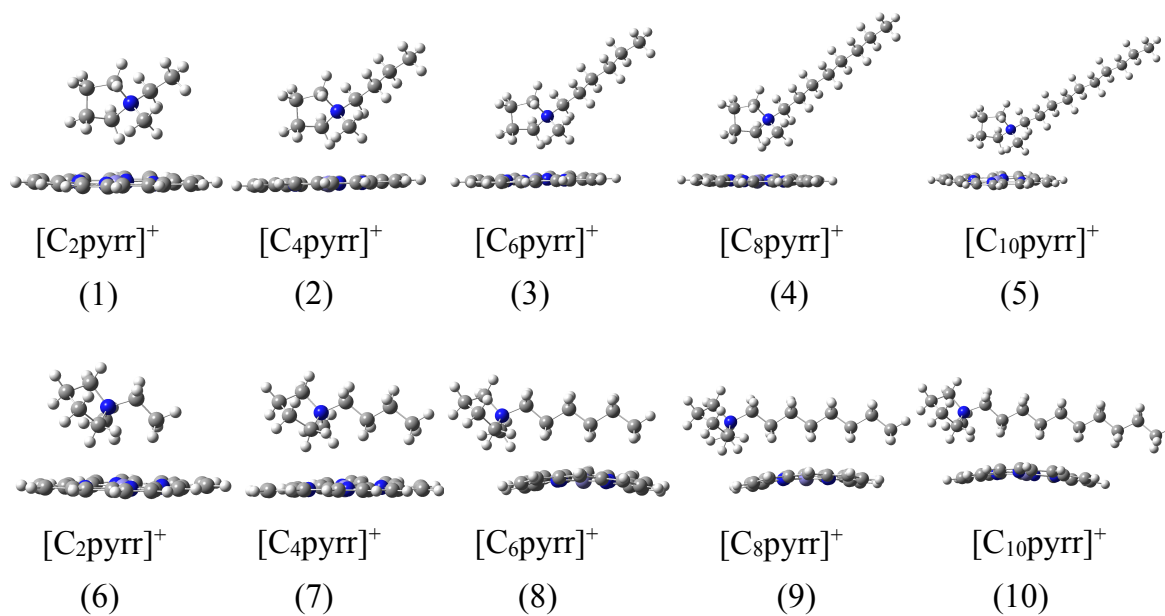 [C₂pyrr]⁺ [C₄pyrr]⁺ [C₆pyrr]⁺ [C₈pyrr]⁺ [C₁₀pyrr]⁺
(1) (2) (3) (4) (5)
[C₂pyrr]⁺ [C₄pyrr]⁺ [C₆pyrr]⁺ [C₈pyrr]⁺ [C₁₀pyrr]⁺
(6) (7) (8) (9) (10)